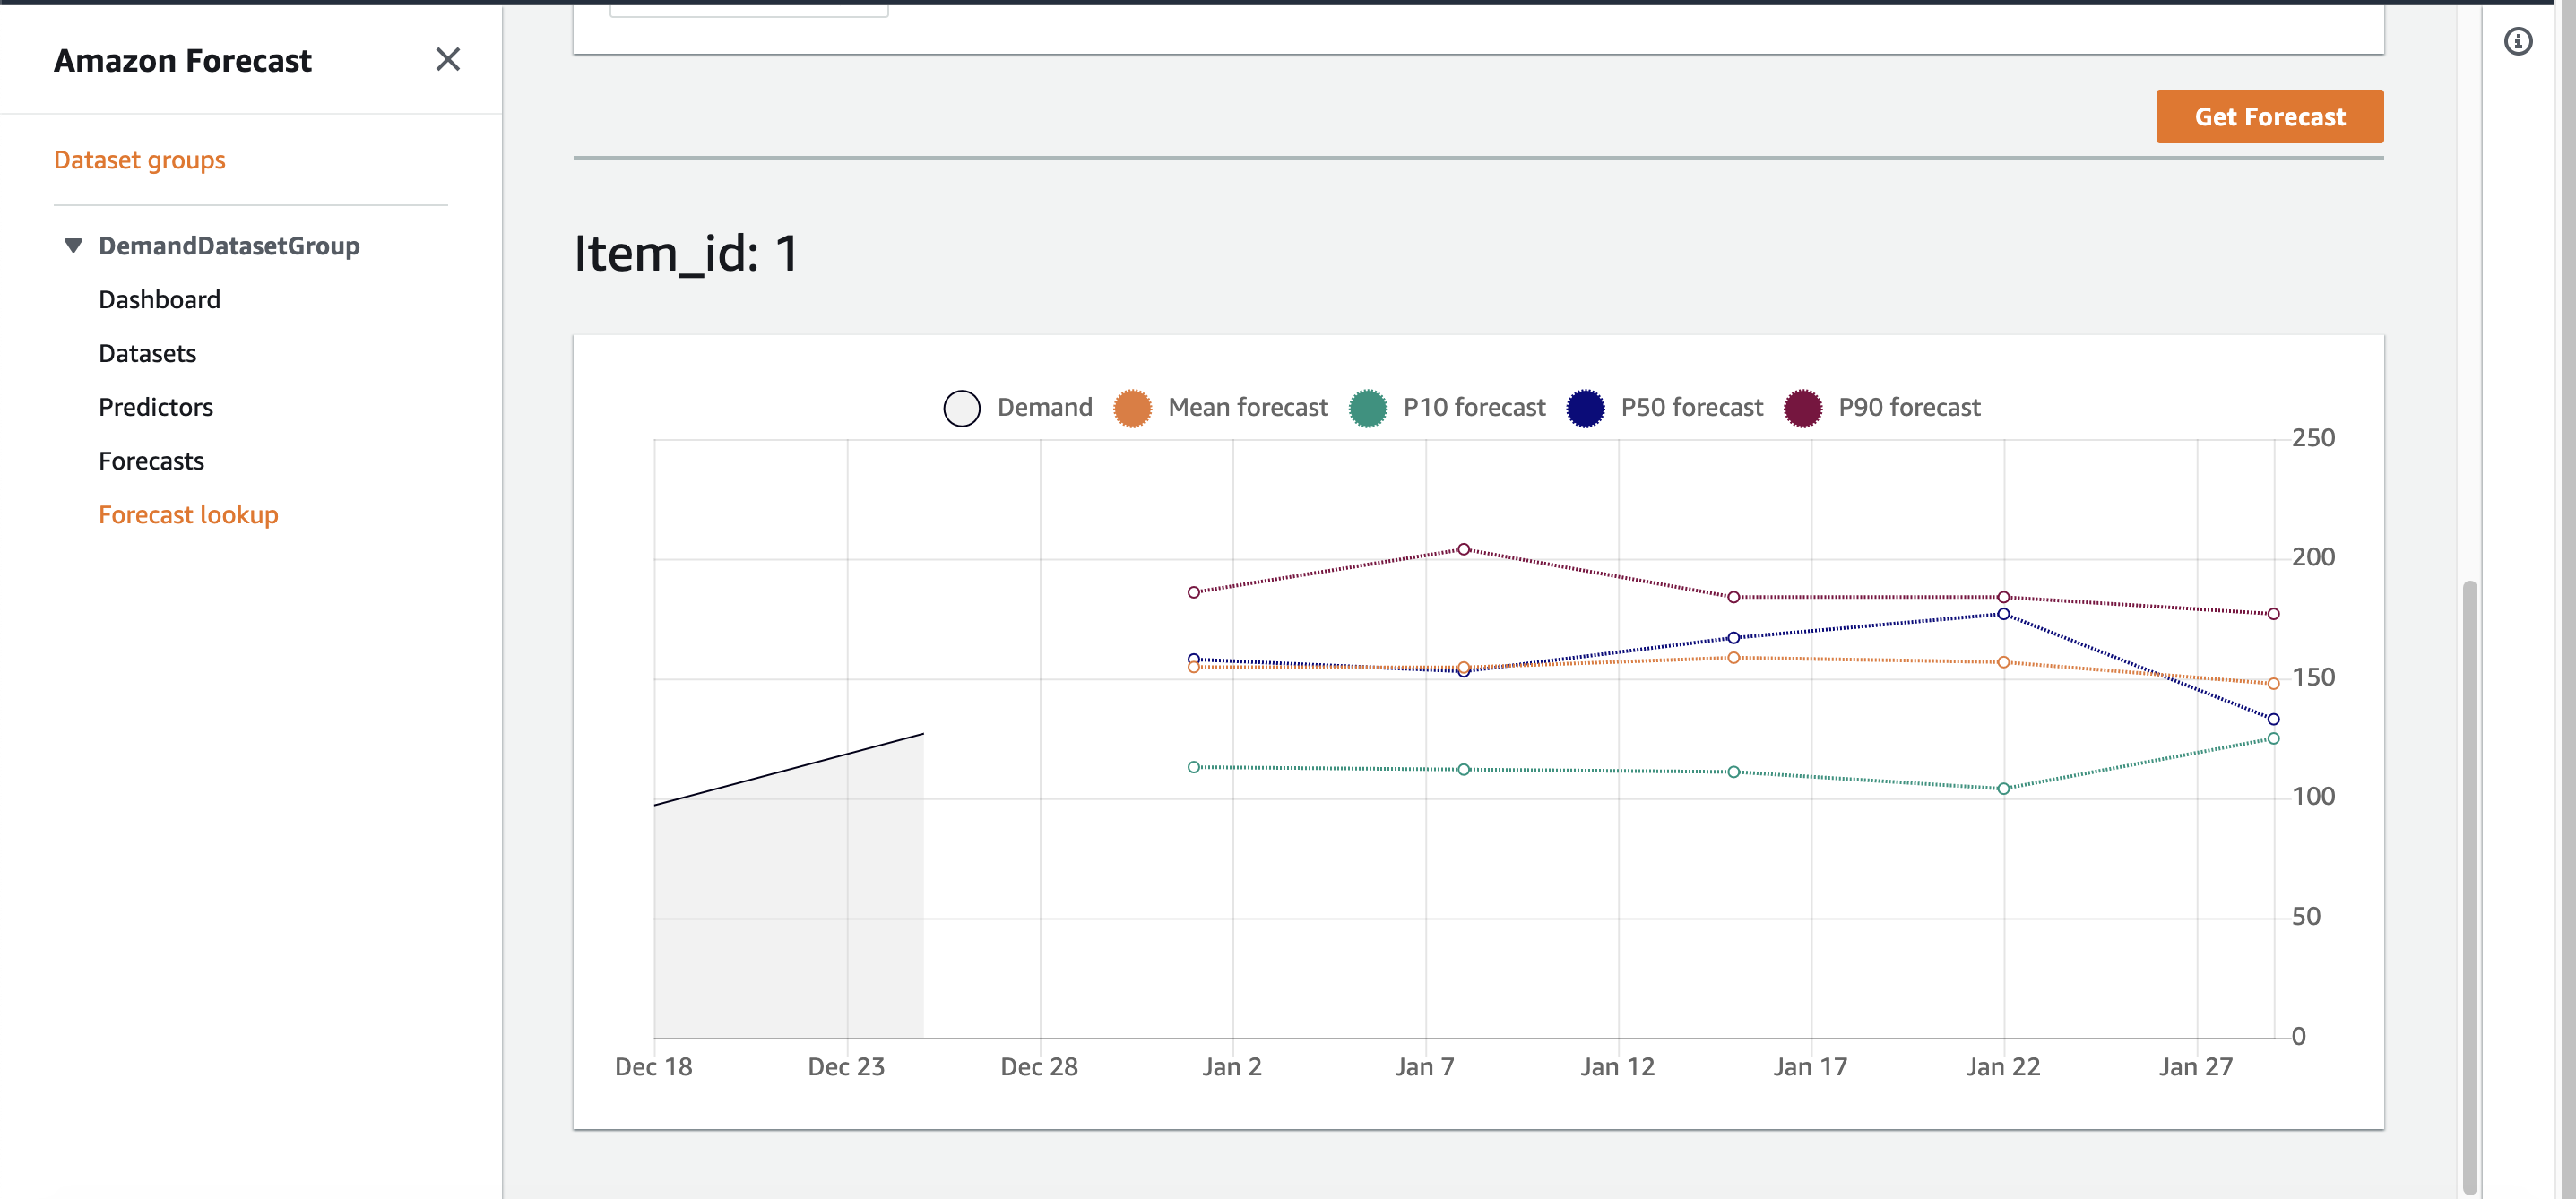 Amazon Forecast
Dataset groups
DemandDatasetGroup
Dashboard
Datasets
Predictors
Forecasts
Forecast lookup
Get Forecast
Item_id: 1
Demand Mean forecast P10 forecast P50 forecast P90 forecast
250
200
150
100
50
0
Dec 18 Dec 23 Dec 28 Jan 2 Jan 7 Jan 12 Jan 17 Jan 22 Jan 27